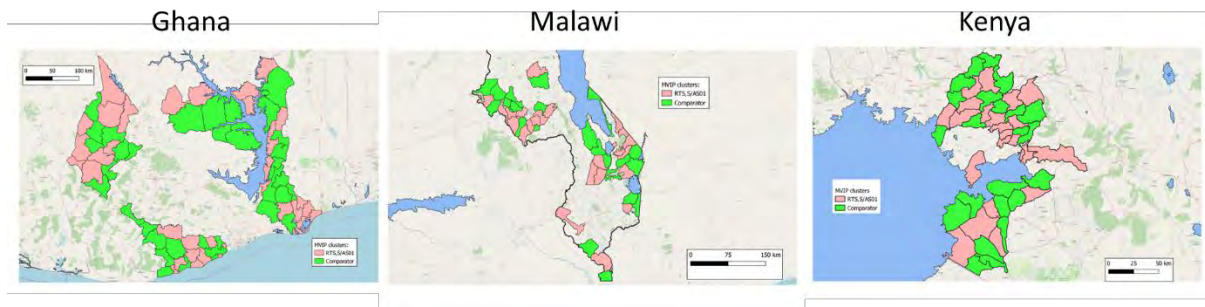 Ghana
Malawi
Kenya
0 50 100 km
MVIP clusters:
RTS,S/AS01
Comparator
MVIP clusters:
RTS,S/AS01
Comparator
0 75 150 km
MVIP clusters
RTS,S/AS01
Comparator
0 25 50 km